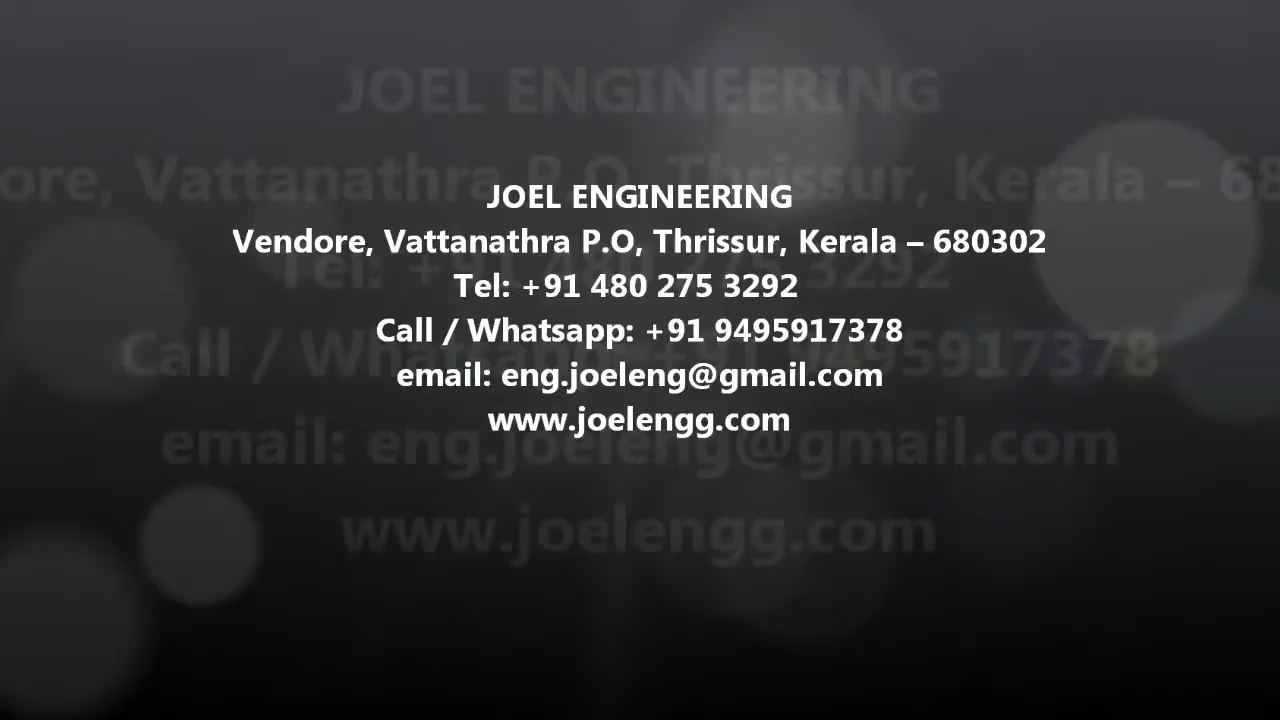 JOEL ENGINEERING
Vendore, Vattanathra P.O, Thrissur, Kerala – 680302
Tel: +91 480 275 3292
Call / Whatsapp: +91 9495917378
email: eng.joeleng@gmail.com
www.joelengg.com